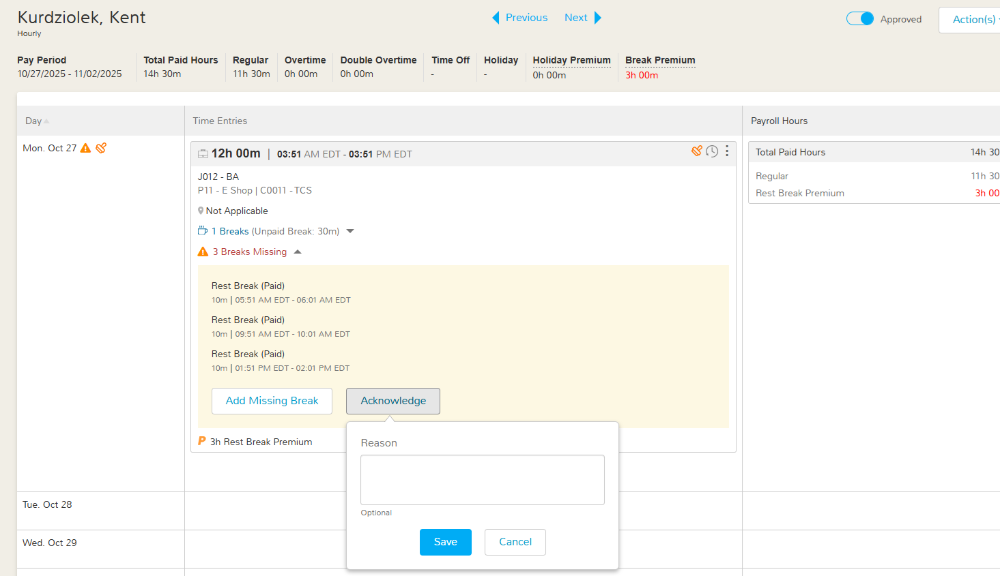 Kurdziolek, Kent
Hourly
Previous Next
Approved
Action(s)
Pay Period Total Paid Hours Regular Overtime Double Overtime Time Off Holiday Holiday Premium Break Premium
10/27/2025 - 11/02/2025 14h 30m 11h 30m 0h 00m 0h 00m - - 0h 00m 3h 00m
Day Time Entries Payroll Hours
Mon. Oct 27
12h 00m | 03:51 AM EDT - 03:51 PM EDT
J012 - BA
P11 - E Shop | C0011 - TCS
Not Applicable
1 Breaks (Unpaid Break: 30m)
3 Breaks Missing
Rest Break (Paid)
10m | 05:51 AM EDT - 06:01 AM EDT
Rest Break (Paid)
10m | 09:51 AM EDT - 10:01 AM EDT
Rest Break (Paid)
10m | 01:51 PM EDT - 02:01 PM EDT
Add Missing Break Acknowledge
P 3h Rest Break Premium
Reason
Optional
Save Cancel
Total Paid Hours 14h 30
Regular 11h 30
Rest Break Premium 3h 00
Tue. Oct 28
Wed. Oct 29